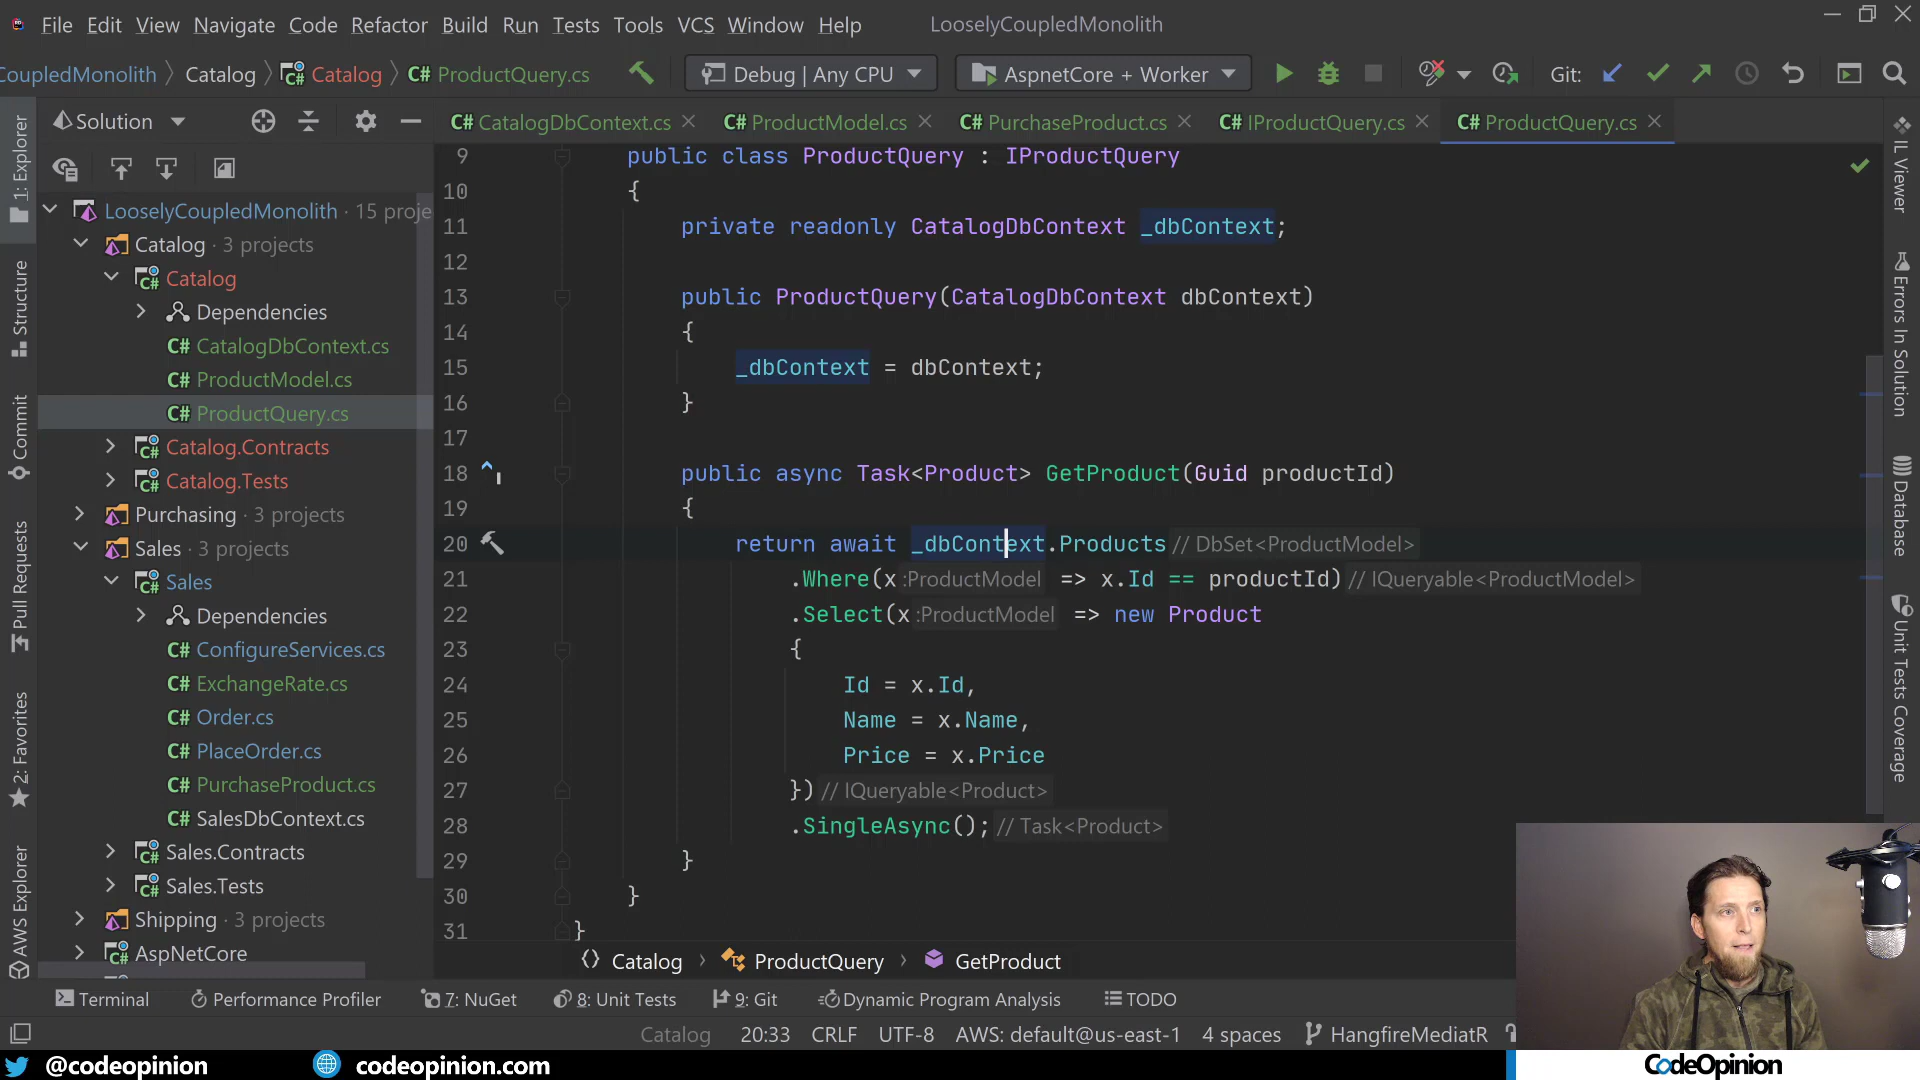 File Edit View Navigate Code Refactor Build Run Tests Tools VCS Window Help LooselyCoupledMonolith
CoupledMonolith Catalog Catalog C# ProductQuery.cs Debug | Any CPU AspnetCore + Worker Git:
1: Explorer
Structure
Commit
Pull Requests
2: Favorites
AWS Explorer
Solution
LooselyCoupledMonolith · 15 proje
Catalog · 3 projects
C# Catalog
Dependencies
C# CatalogDbContext.cs
C# ProductModel.cs
C# ProductQuery.cs
C# Catalog.Contracts
C# Catalog.Tests
Purchasing · 3 projects
Sales · 3 projects
C# Sales
Dependencies
C# ConfigureServices.cs
C# ExchangeRate.cs
C# Order.cs
C# PlaceOrder.cs
C# PurchaseProduct.cs
C# SalesDbContext.cs
C# Sales.Contracts
C# Sales.Tests
Shipping · 3 projects
C# AspNetCore
C# CatalogDbContext.cs C# ProductModel.cs C# PurchaseProduct.cs C# IProductQuery.cs C# ProductQuery.cs
9 public class ProductQuery : IProductQuery
10 {
11 private readonly CatalogDbContext _dbContext;
12
13 public ProductQuery(CatalogDbContext dbContext)
14 {
15 _dbContext = dbContext;
16 }
17
18 public async Task<Product> GetProduct(Guid productId)
19 {
20 return await _dbContext.Products // DbSet<ProductModel>
21 .Where(x :ProductModel => x.Id == productId) // IQueryable<ProductModel>
22 .Select(x :ProductModel => new Product
23 {
24 Id = x.Id,
25 Name = x.Name,
26 Price = x.Price
27 }) // IQueryable<Product>
28 .SingleAsync(); // Task<Product>
29 }
30 }
31 }
{} Catalog ProductQuery GetProduct
IL Viewer
Errors In Solution
Database
Unit Tests Coverage
Terminal Performance Profiler 7: NuGet 8: Unit Tests 9: Git Dynamic Program Analysis TODO
Catalog 20:33 CRLF UTF-8 AWS: default@us-east-1 4 spaces HangfireMediatR
@codeopinion codeopinion.com CodeOpinion